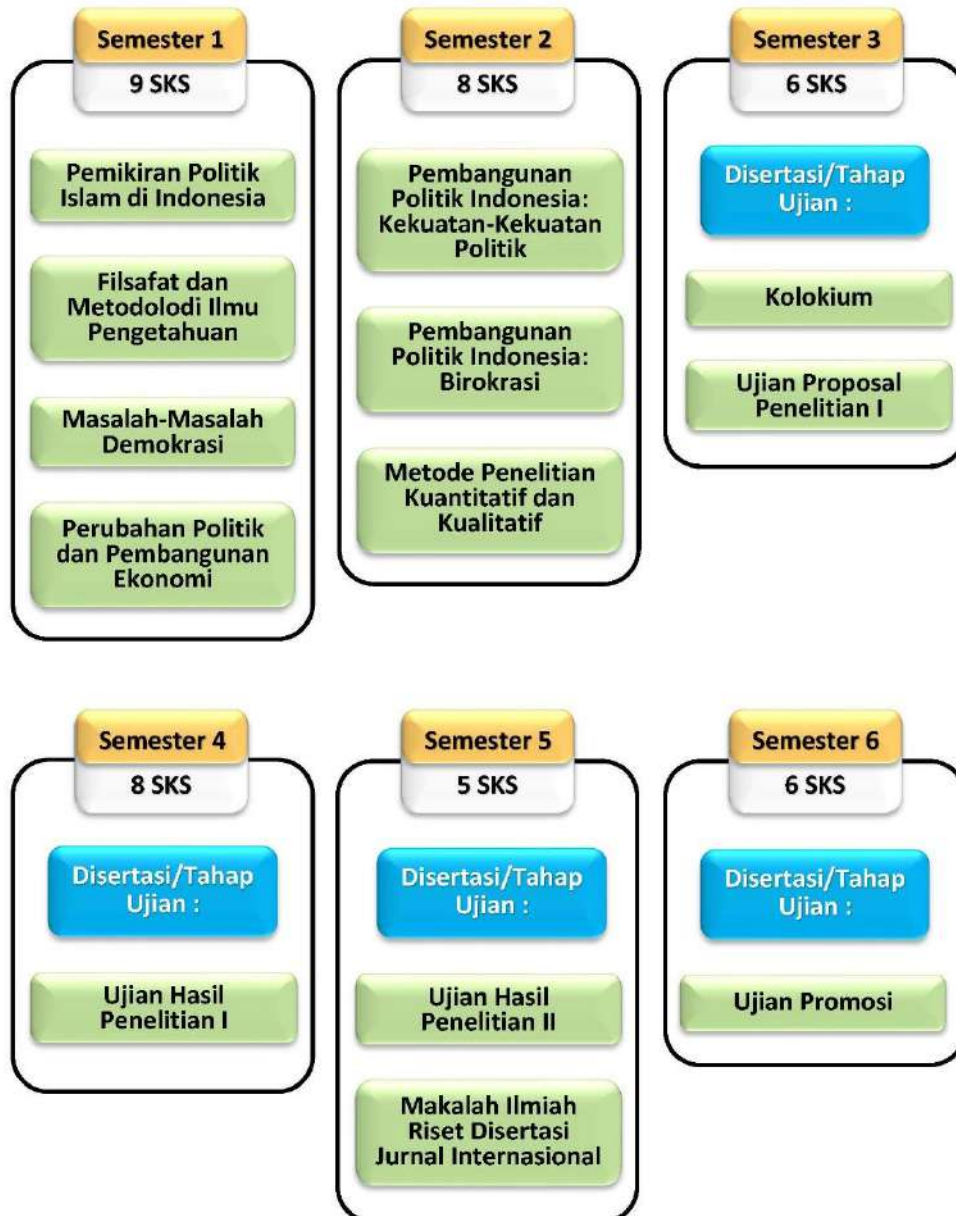 Semester 1
9 SKS
Pemikiran Politik
Islam di Indonesia
Filsafat dan
Metodolodi Ilmu
Pengetahuan
Masalah-Masalah
Demokrasi
Perubahan Politik
dan Pembangunan
Ekonomi
Semester 2
8 SKS
Pembangunan
Politik Indonesia:
Kekuatan-Kekuatan
Politik
Pembangunan
Politik Indonesia:
Birokrasi
Metode Penelitian
Kuantitatif dan
Kualitatif
Semester 3
6 SKS
Disertasi/Tahap
Ujian :
Kolokium
Ujian Proposal
Penelitian I
Semester 4
8 SKS
Disertasi/Tahap
Ujian :
Ujian Hasil
Penelitian I
Semester 5
5 SKS
Disertasi/Tahap
Ujian :
Ujian Hasil
Penelitian II
Makalah Ilmiah
Riset Disertasi
Jurnal Internasional
Semester 6
6 SKS
Disertasi/Tahap
Ujian :
Ujian Promosi